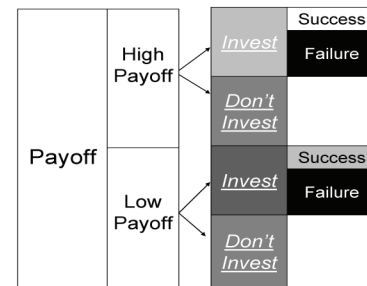 Payoff
High
Payoff
Low
Payoff
Invest
Don't
Invest
Invest
Don't
Invest
Success
Failure
Success
Failure